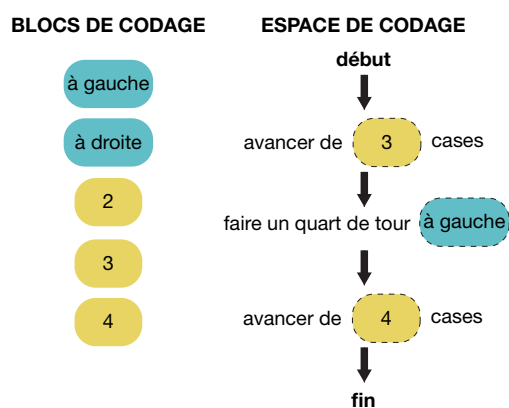 BLOCS DE CODAGE
à gauche
à droite
2
3
4
ESPACE DE CODAGE
début
avancer de 3 cases
faire un quart de tour à gauche
avancer de 4 cases
fin